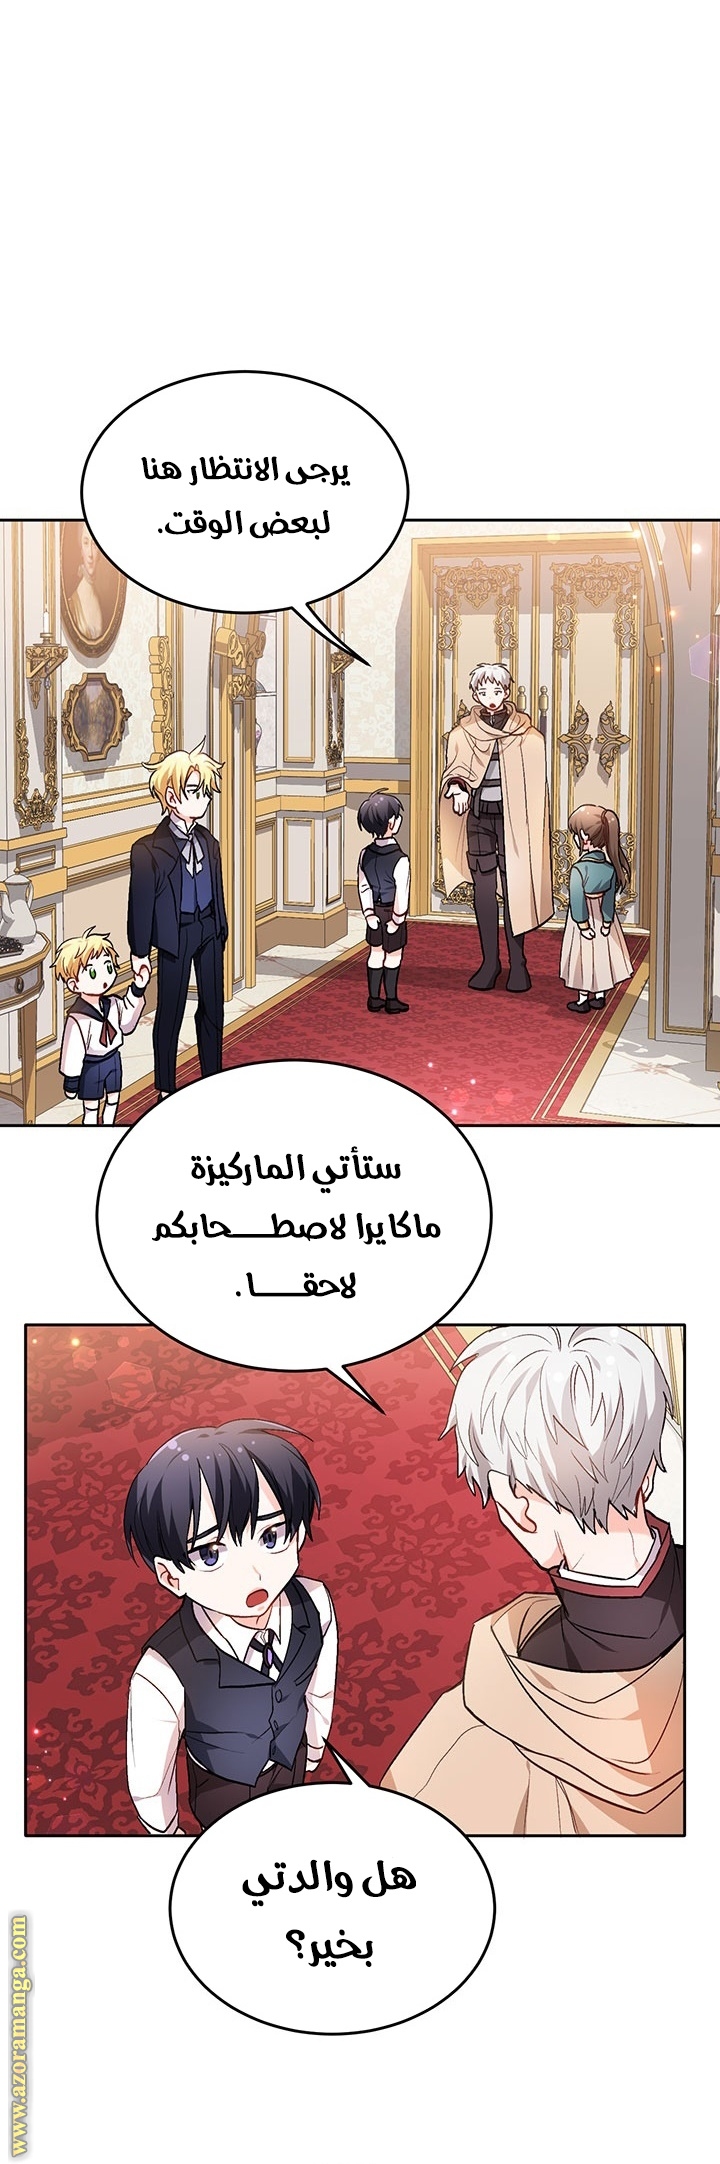 يرجى الانتظار هنا
لبعض الوقت.
ستأتي الماركيزة
ماكايرا لاصطـــحابكم
لاحقـــا.
هل والدتي
بخير؟
www.azoramanga.com